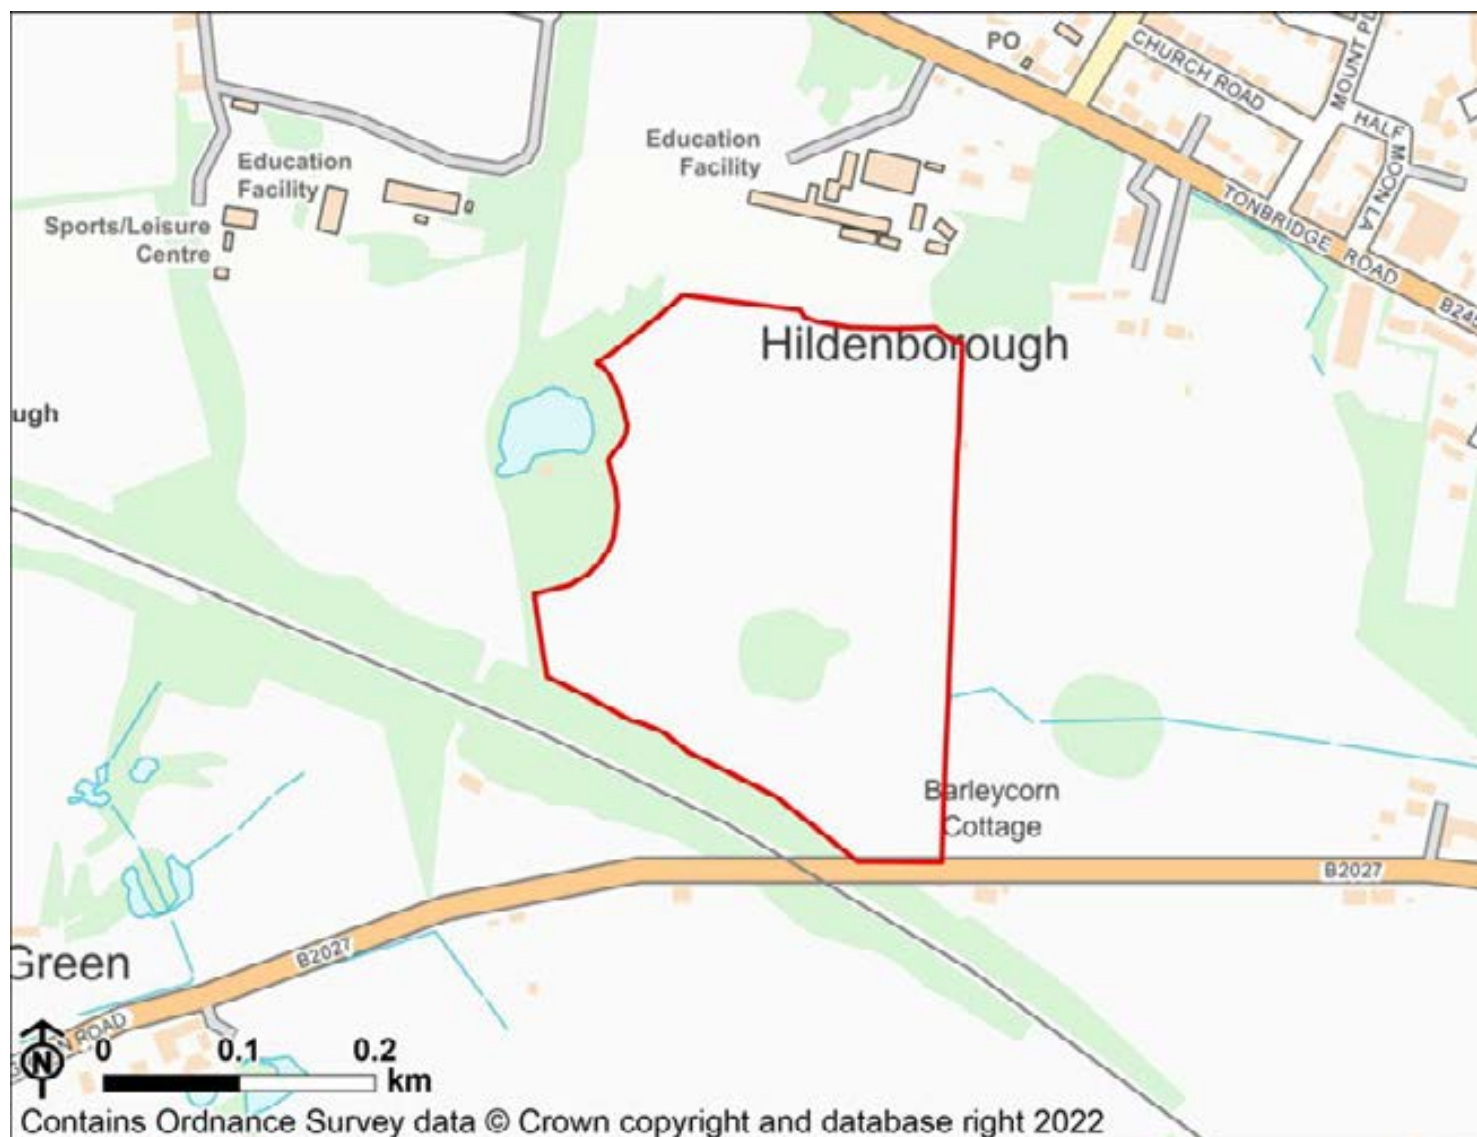 PO
CHURCH ROAD
HALF MOON LA
Education
Facility
Education
Facility
Sports/Leisure
Centre
TONBRIDGE ROAD
Hildenborough
ugh
Barleycorn
Cottage
B2027
Green
B2027
ROAD
N
0 0.1 0.2
km
Contains Ordnance Survey data © Crown copyright and database right 2022